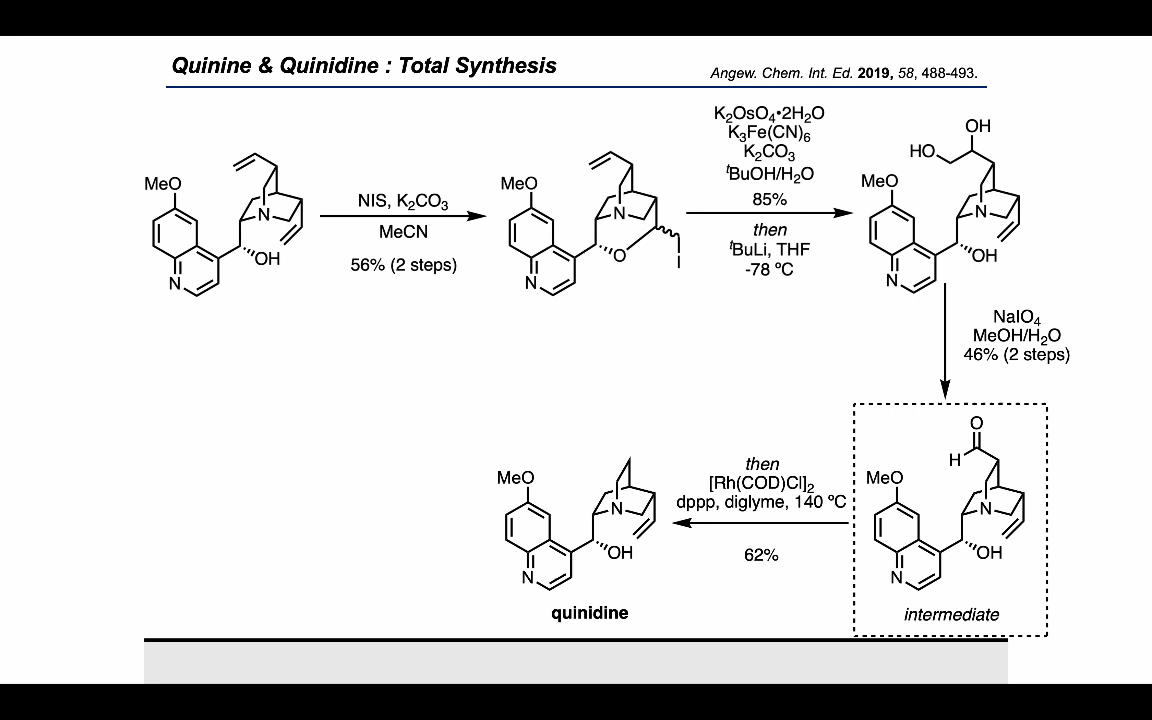 Quinine & Quinidine : Total Synthesis
Angew. Chem. Int. Ed. 2019, 58, 488-493.
MeO
N
N
OH
NIS, K2CO3
MeCN
56% (2 steps)
MeO
N
N
O
I
K2OsO4•2H2O
K3Fe(CN)6
K2CO3
tBuOH/H2O
85%
then
tBuLi, THF
-78 ºC
OH
HO
MeO
N
N
OH
NaIO4
MeOH/H2O
46% (2 steps)
O
H
MeO
N
N
OH
intermediate
then
[Rh(COD)Cl]2
dppp, diglyme, 140 ºC
62%
MeO
N
N
OH
quinidine